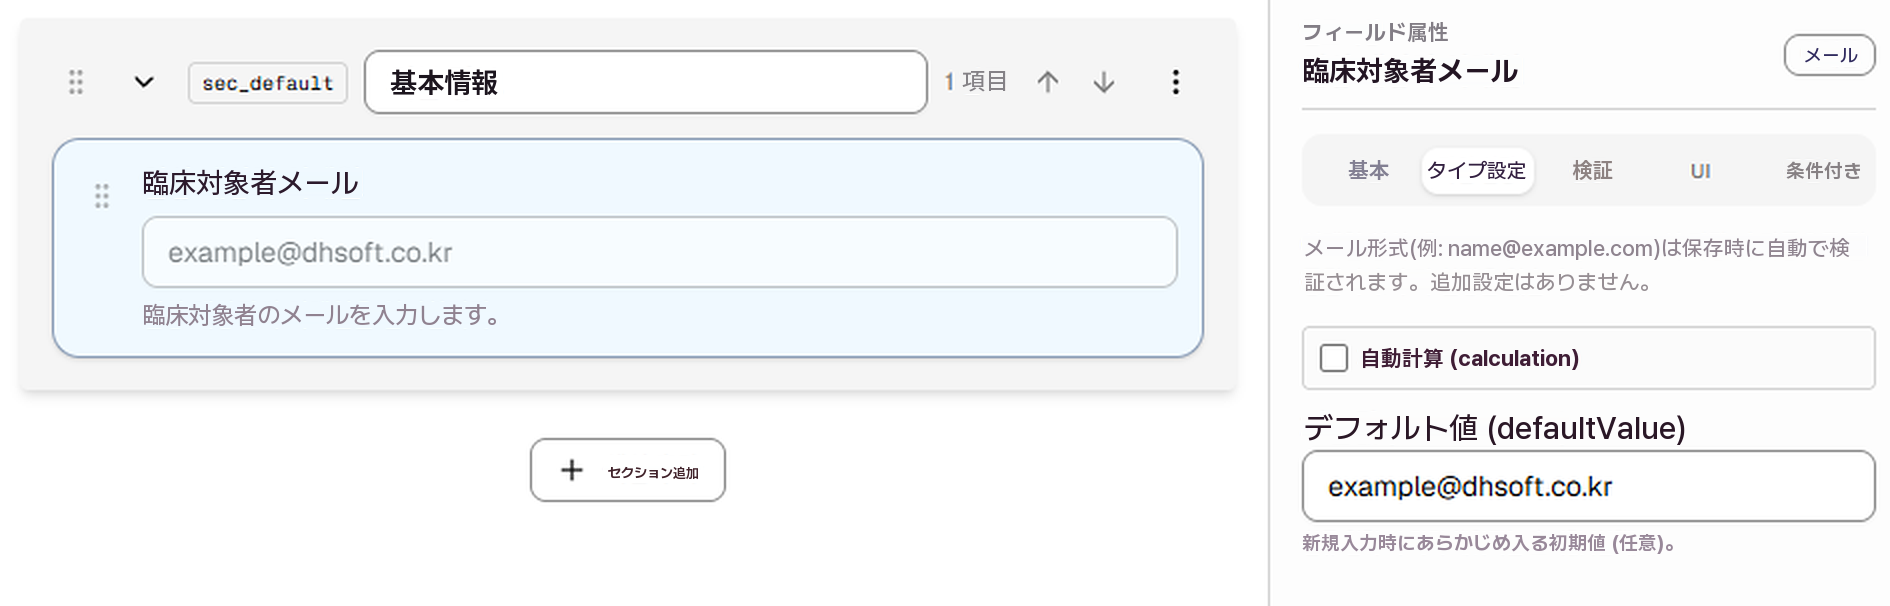 sec_default
基本情報
1 項目
臨床対象者メール
example@dhsoft.co.kr
臨床対象者のメールを入力します。
セクション追加
フィールド属性
臨床対象者メール
メール
基本
タイプ設定
検証
UI
条件付き
メール形式(例: name@example.com)は保存時に自動で検
証されます。追加設定はありません。
自動計算 (calculation)
デフォルト値 (defaultValue)
example@dhsoft.co.kr
新規入力時にあらかじめ入る初期値 (任意)。